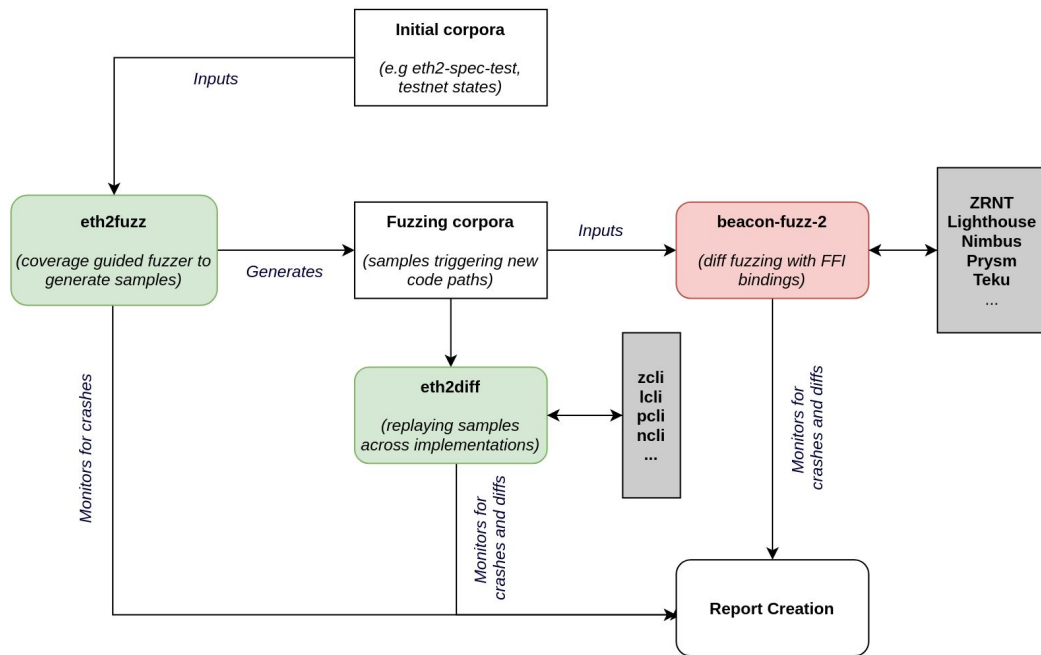 Initial corpora
(e.g eth2-spec-test,
testnet states)
Inputs
eth2fuzz
(coverage guided fuzzer to
generate samples)
Generates
Fuzzing corpora
(samples triggering new
code paths)
Inputs
beacon-fuzz-2
(diff fuzzing with FFI
bindings)
ZRNT
Lighthouse
Nimbus
Prysm
Teku
...
eth2diff
(replaying samples
across implementations)
zcli
lcli
pcli
ncli
...
Monitors for crashes
Monitors for
crashes and diffs
Monitors for
crashes and diffs
Report Creation